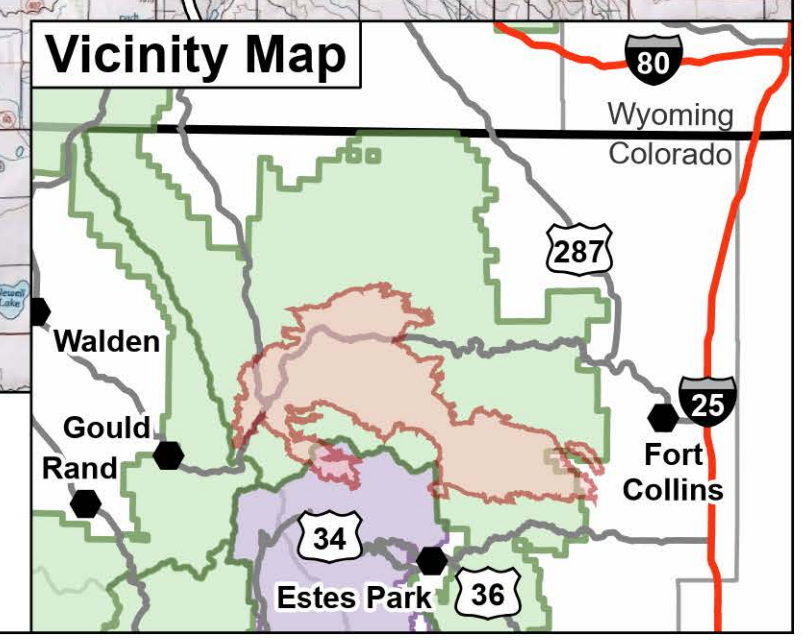 Vicinity Map
80
Wyoming
Colorado
287
Walden
25
Gould
Rand
Fort
Collins
34
Estes Park
36